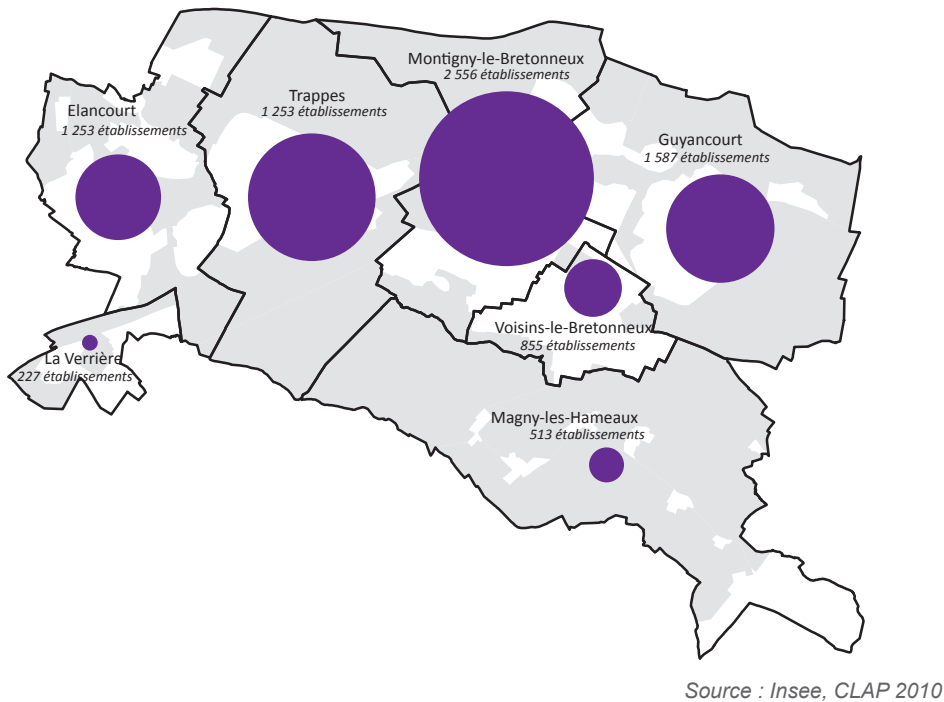 Montigny-le-Bretonneux
2 556 établissements
Trappes
1 253 établissements
Elancourt
1 253 établissements
Guyancourt
1 587 établissements
Voisins-le-Bretonneux
855 établissements
La Verrière
227 établissements
Magny-les-Hameaux
513 établissements
Source : Insee, CLAP 2010